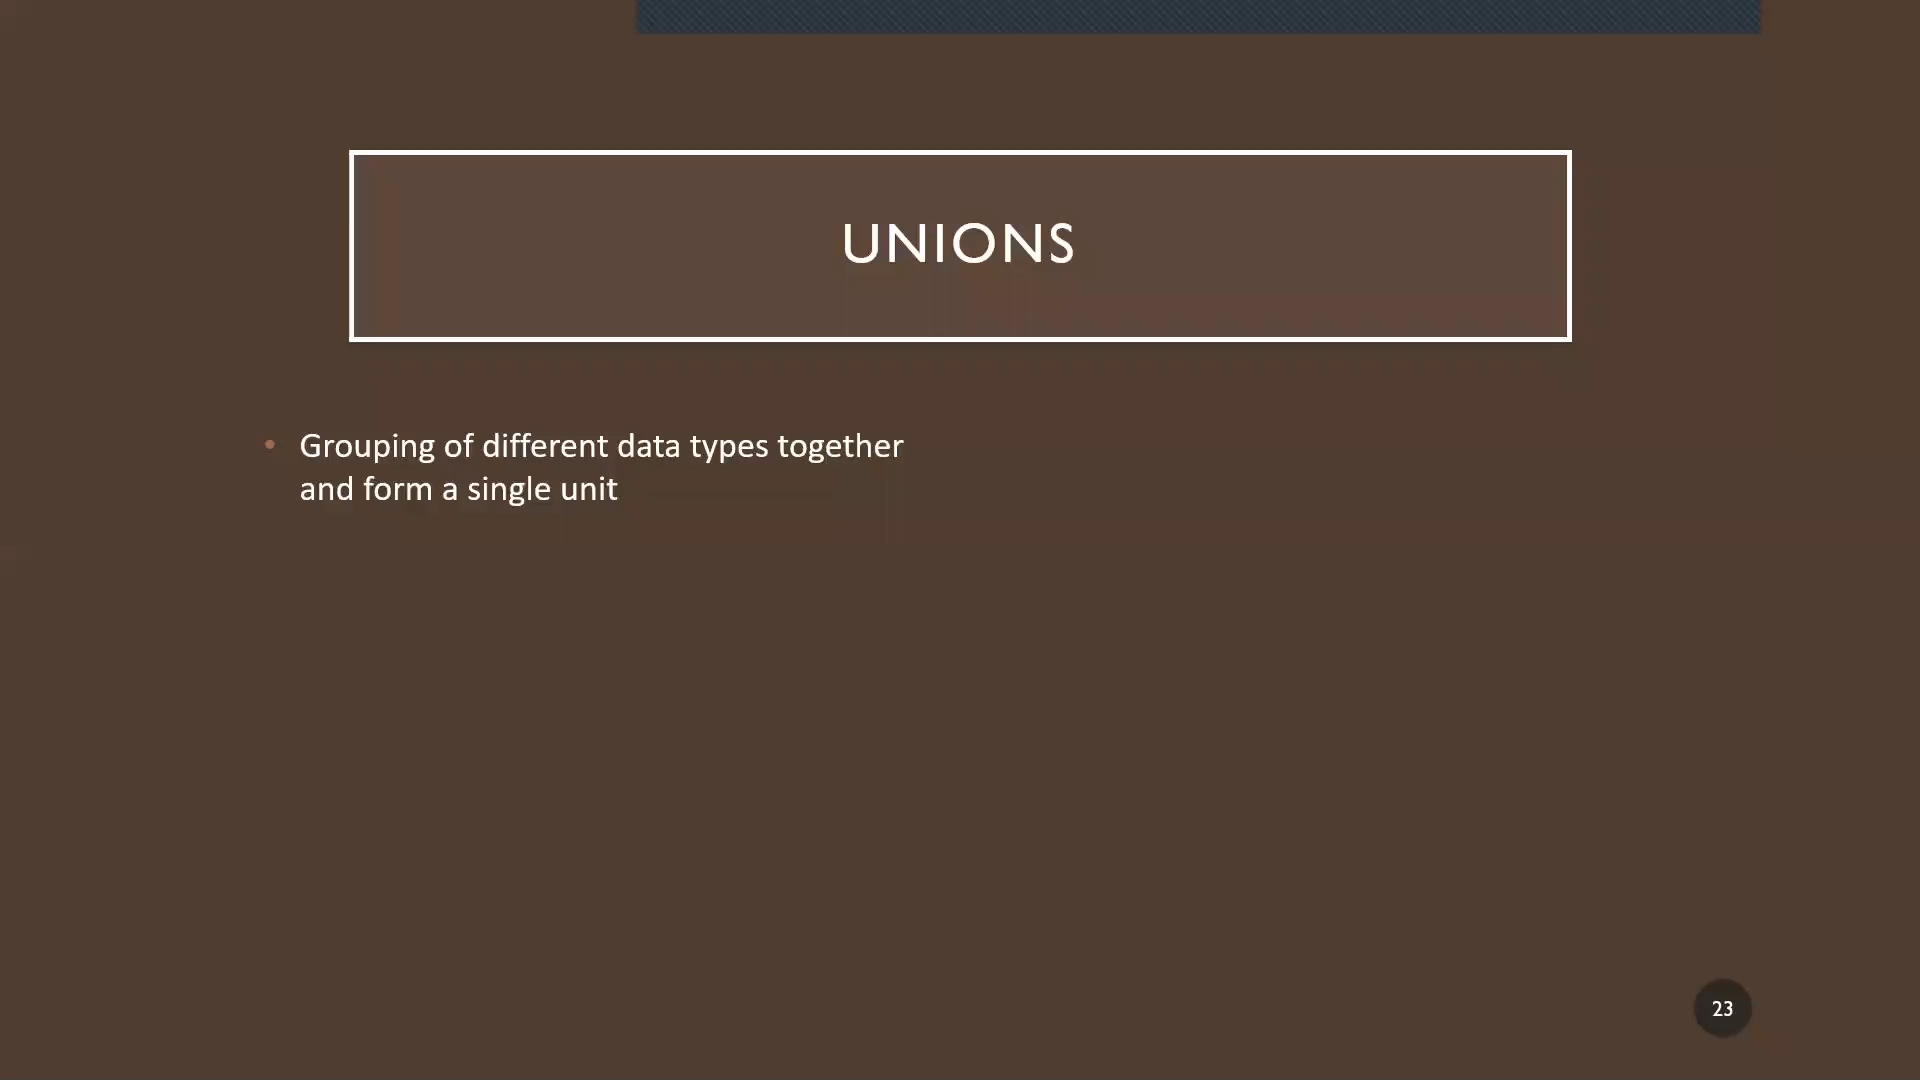 UNIONS
• Grouping of different data types together
and form a single unit
23